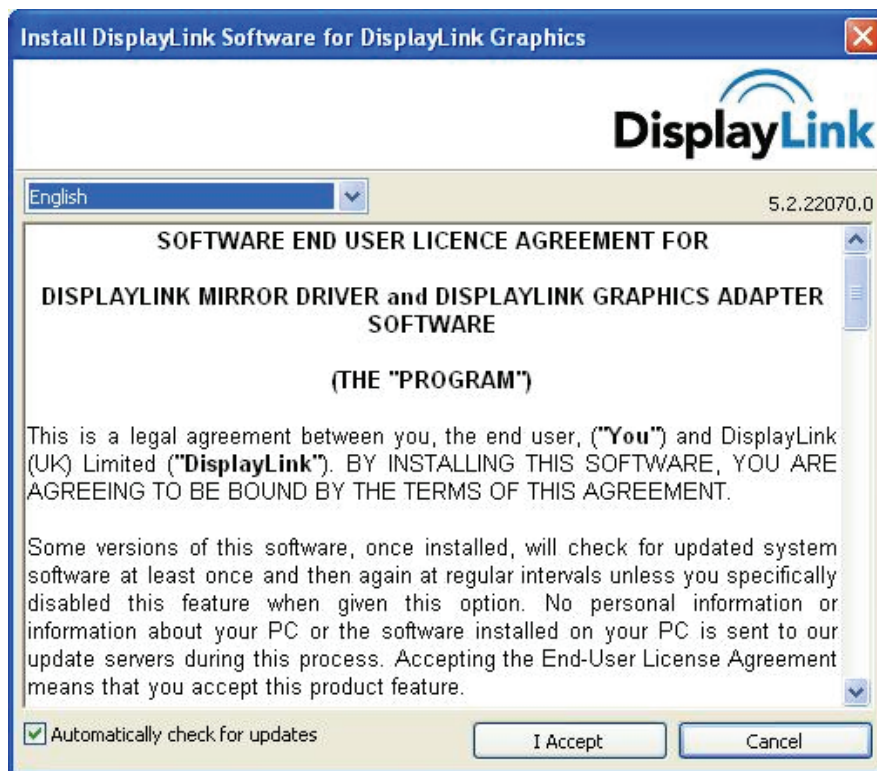 Install DisplayLink Software for DisplayLink Graphics
DisplayLink
English
5.2.22070.0
SOFTWARE END USER LICENCE AGREEMENT FOR
DISPLAYLINK MIRROR DRIVER and DISPLAYLINK GRAPHICS ADAPTER
SOFTWARE
(THE "PROGRAM")
This is a legal agreement between you, the end user, ("You") and DisplayLink
(UK) Limited ("DisplayLink"). BY INSTALLING THIS SOFTWARE, YOU ARE
AGREEING TO BE BOUND BY THE TERMS OF THIS AGREEMENT.
Some versions of this software, once installed, will check for updated system
software at least once and then again at regular intervals unless you specifically
disabled this feature when given this option. No personal information or
information about your PC or the software installed on your PC is sent to our
update servers during this process. Accepting the End-User License Agreement
means that you accept this product feature.
Automatically check for updates
I Accept
Cancel